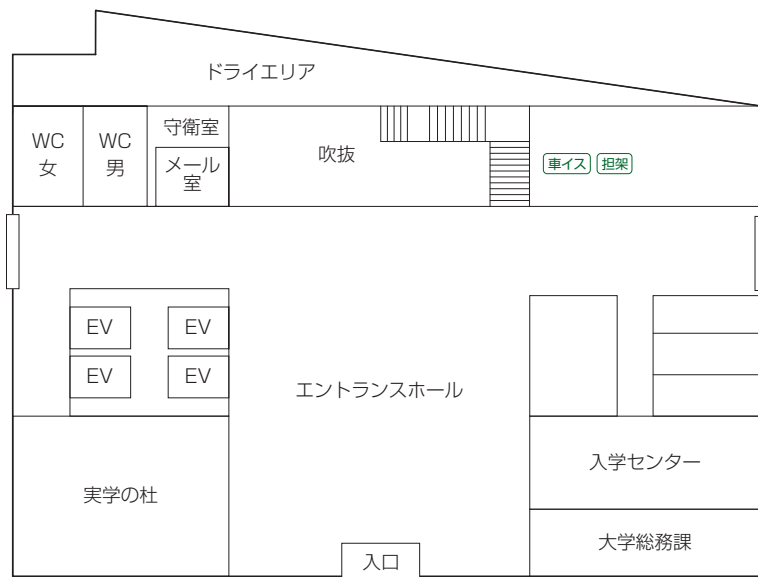 ドライエリア
WC
女
WC
男
守衛室
メール
室
吹抜
車イス
担架
EV
EV
EV
EV
エントランスホール
実学の杜
入学センター
大学総務課
入口